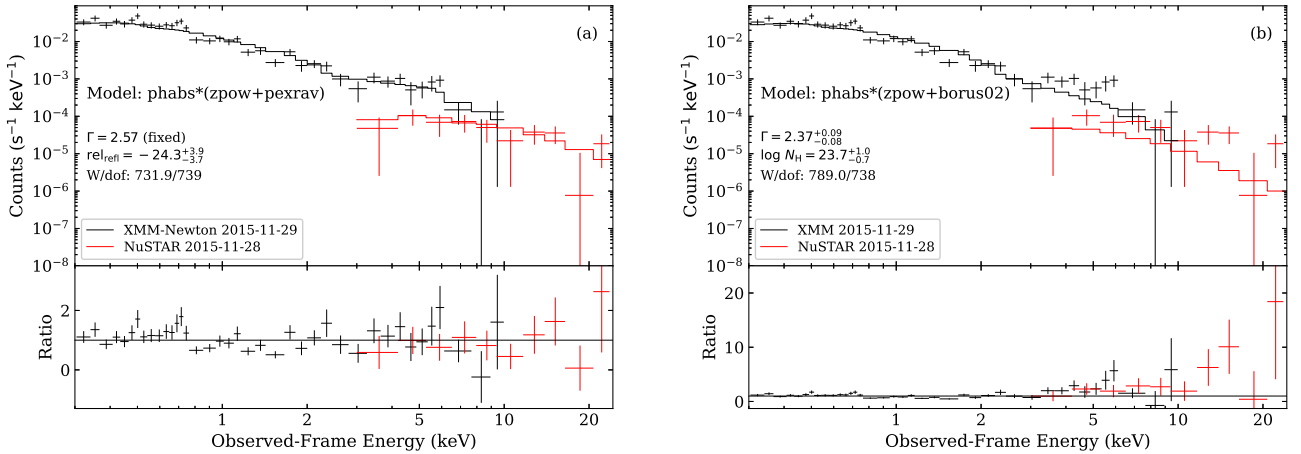 (a)
10⁻²
10⁻³
10⁻⁴
10⁻⁵
10⁻⁶
10⁻⁷
10⁻⁸
Counts (s⁻¹ keV⁻¹)
Model: phabs*(zpow+pexrav)
Γ = 2.57 (fixed)
rel_refl = −24.3^{+3.9}_{−3.7}
W/dof: 731.9/739
XMM-Newton 2015-11-29
NuSTAR 2015-11-28
2
0
Ratio
1 2 5 10 20
Observed-Frame Energy (keV)
(b)
10⁻²
10⁻³
10⁻⁴
10⁻⁵
10⁻⁶
10⁻⁷
10⁻⁸
Counts (s⁻¹ keV⁻¹)
Model: phabs*(zpow+borus02)
Γ = 2.37^{+0.09}_{−0.08}
log N_H = 23.7^{+1.0}_{−0.7}
W/dof: 789.0/738
XMM 2015-11-29
NuSTAR 2015-11-28
20
10
0
Ratio
1 2 5 10 20
Observed-Frame Energy (keV)